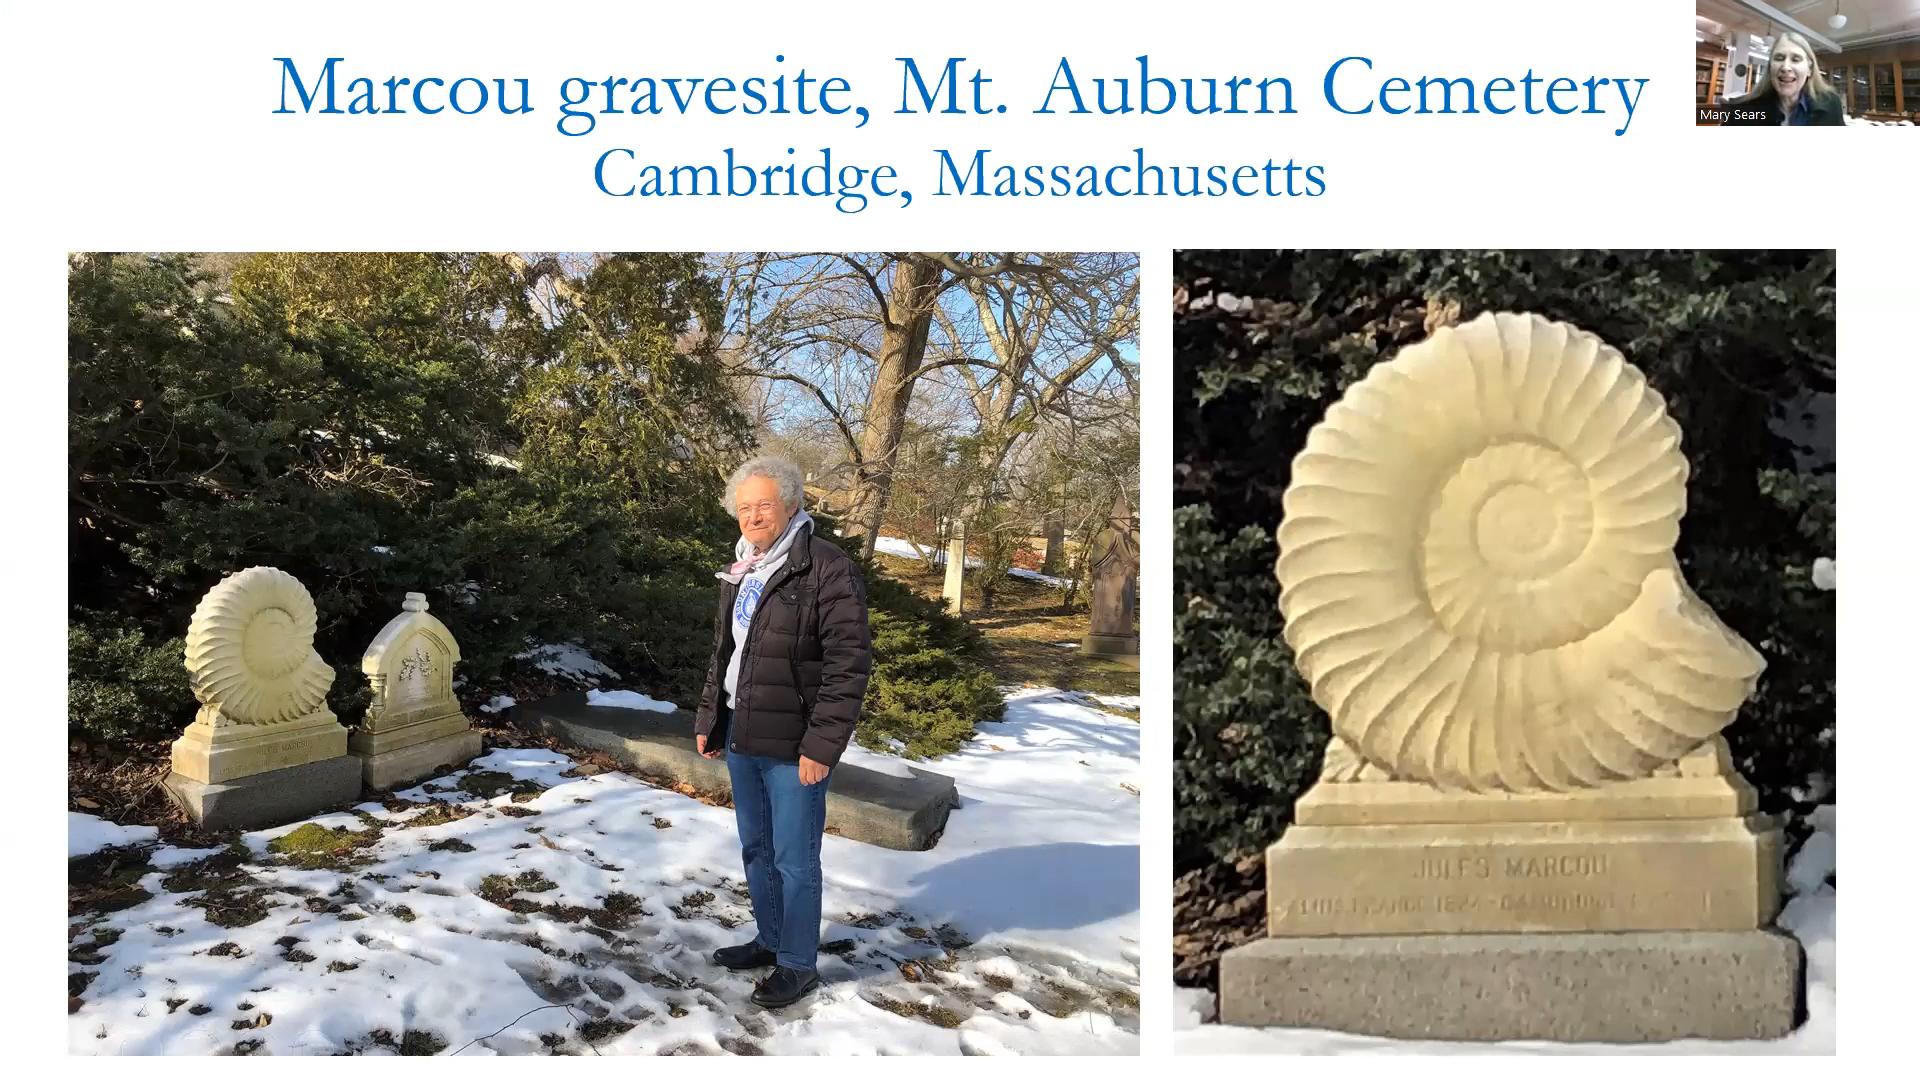 Marcou gravesite, Mt. Auburn Cemetery
Cambridge, Massachusetts
Mary Sears
JULES MARCOU